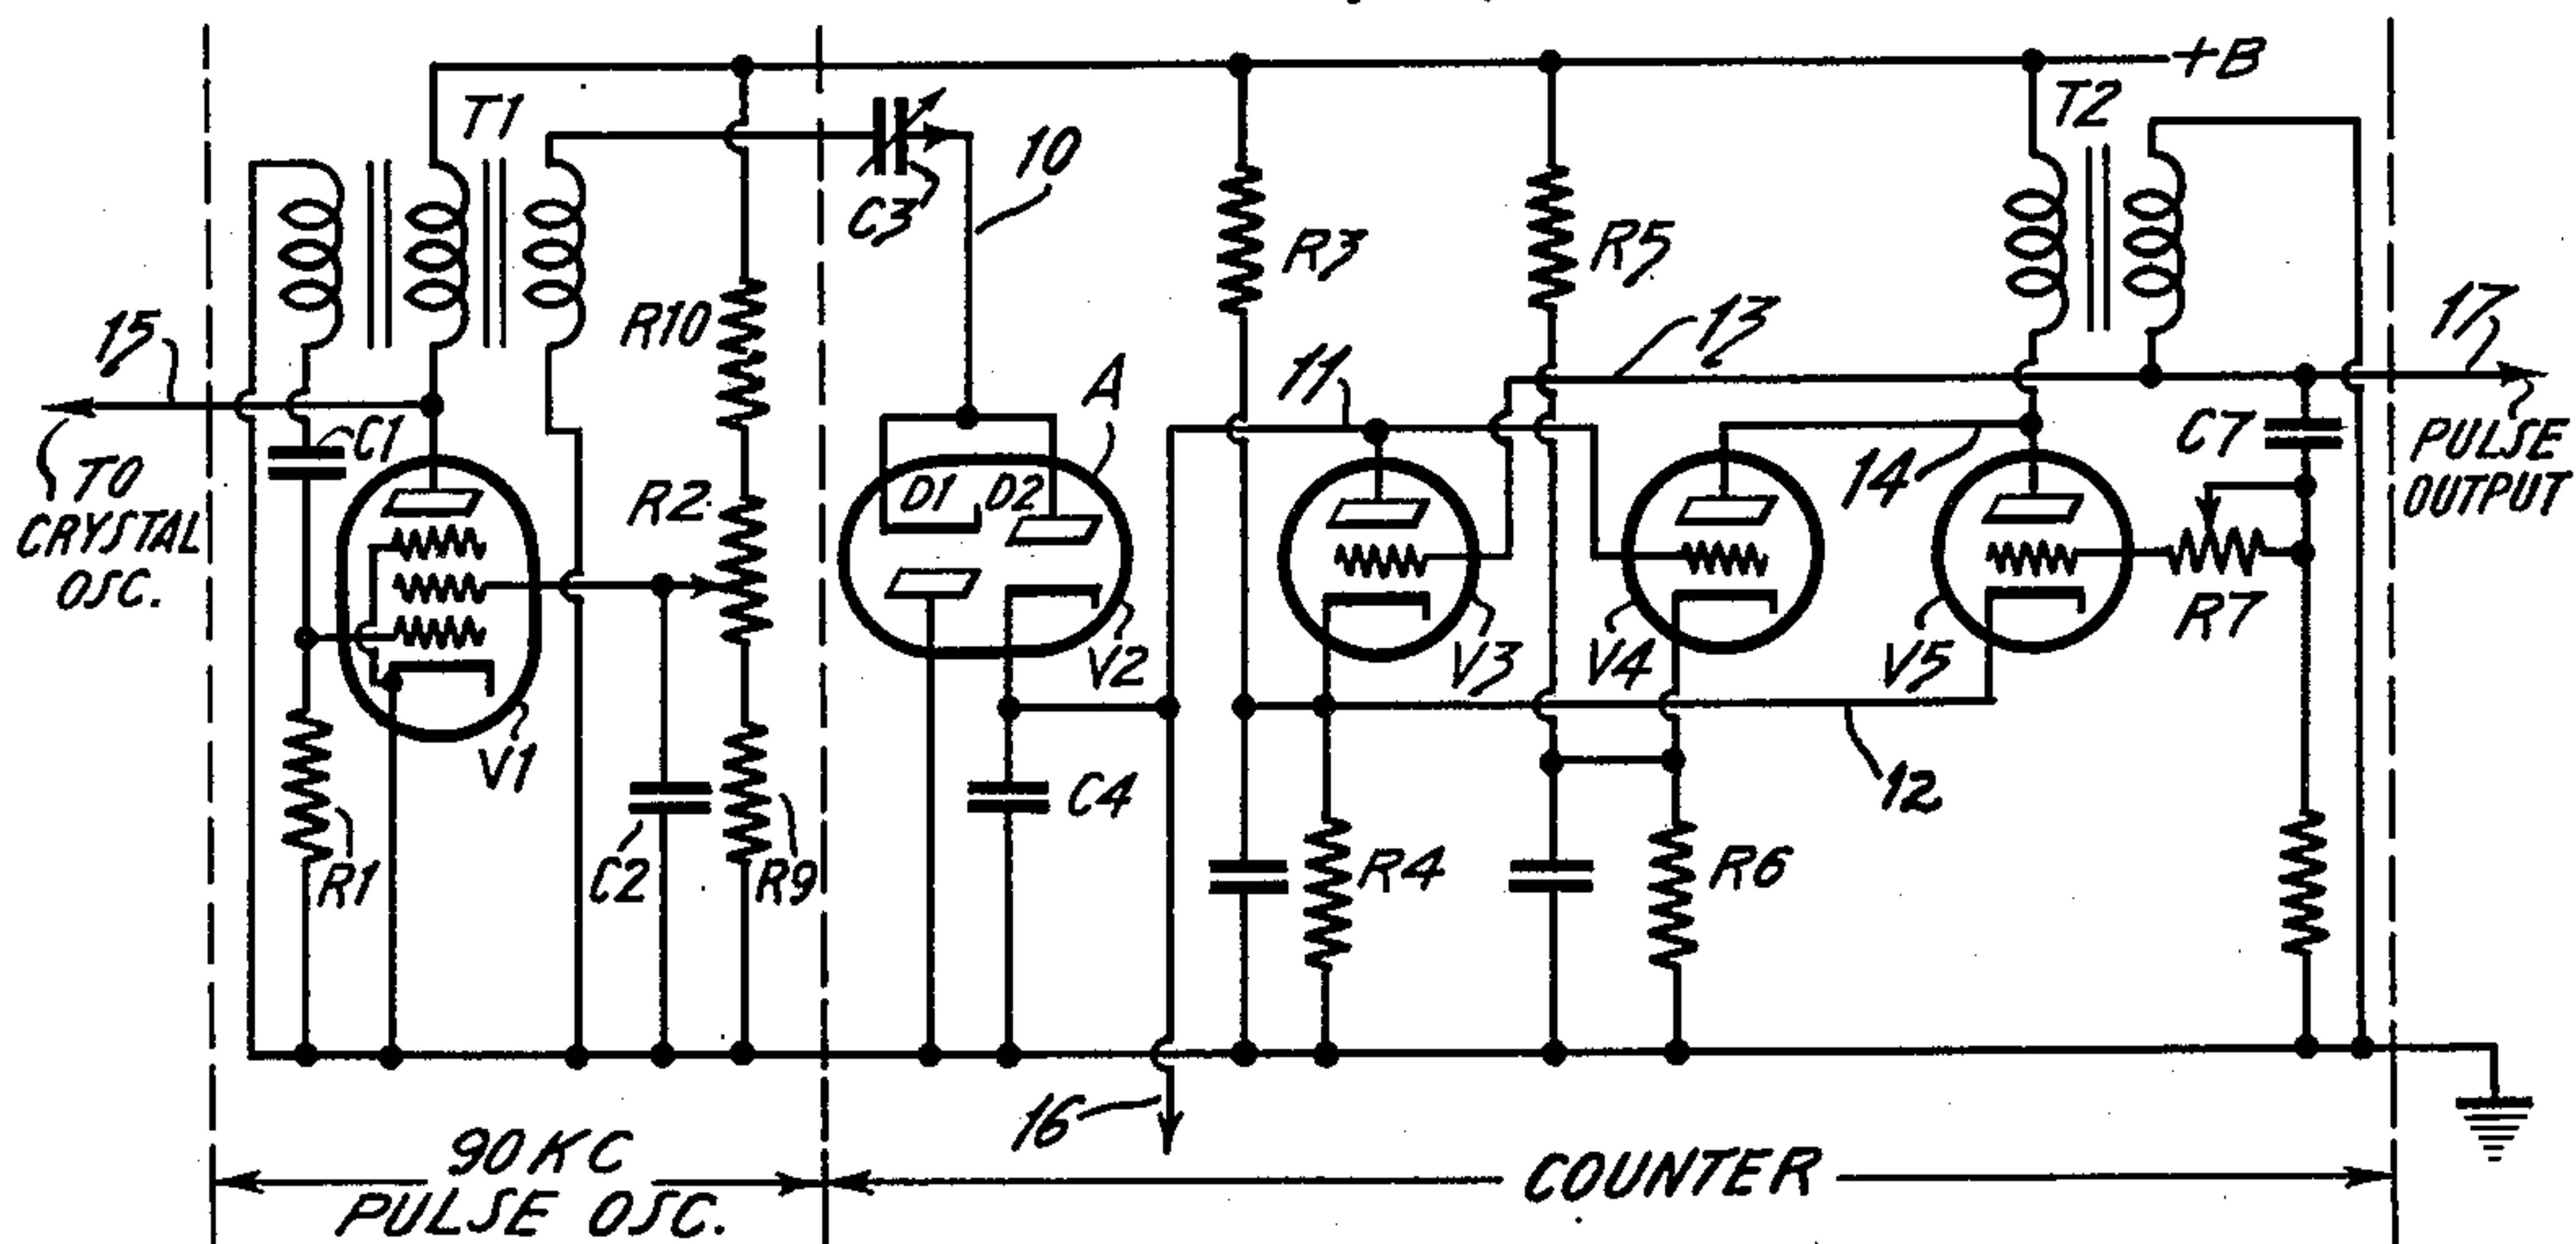 +B
T1
T2
10
C3
R3
R5
R10
15
13
17
11
A
C1
C7
TO
CRYSTAL
OSC.
R2
D1 D2
14
PULSE
OUTPUT
R7
V1
V2
V3
V4
V5
C4
12
R1
C2
R9
R4
R6
16
90 KC
PULSE OSC.
COUNTER